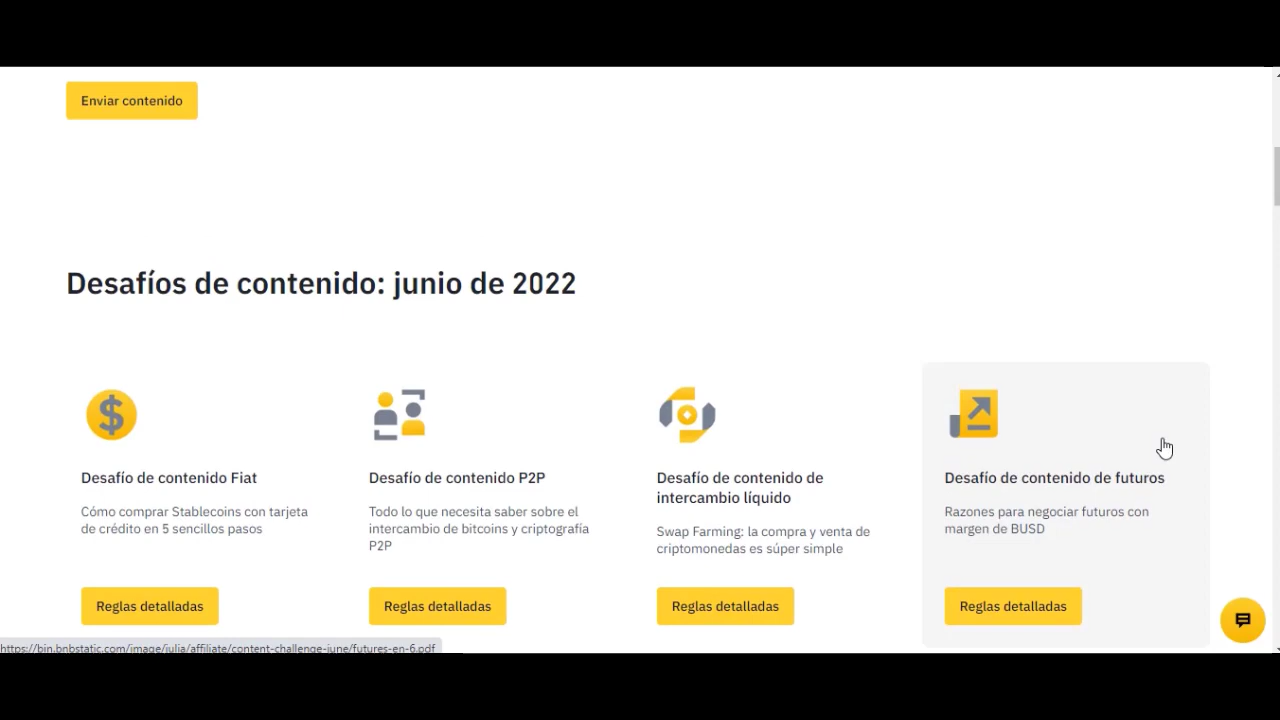 Enviar contenido
Desafíos de contenido: junio de 2022
Desafío de contenido Fiat
Cómo comprar Stablecoins con tarjeta
de crédito en 5 sencillos pasos
Reglas detalladas
Desafío de contenido P2P
Todo lo que necesita saber sobre el
intercambio de bitcoins y criptografía
P2P
Reglas detalladas
Desafío de contenido de
intercambio líquido
Swap Farming: la compra y venta de
criptomonedas es súper simple
Reglas detalladas
Desafío de contenido de futuros
Razones para negociar futuros con
margen de BUSD
Reglas detalladas
https://bin.bnbstatic.com/image/julia/affiliate/content-challenge-june/futures-en-6.pdf